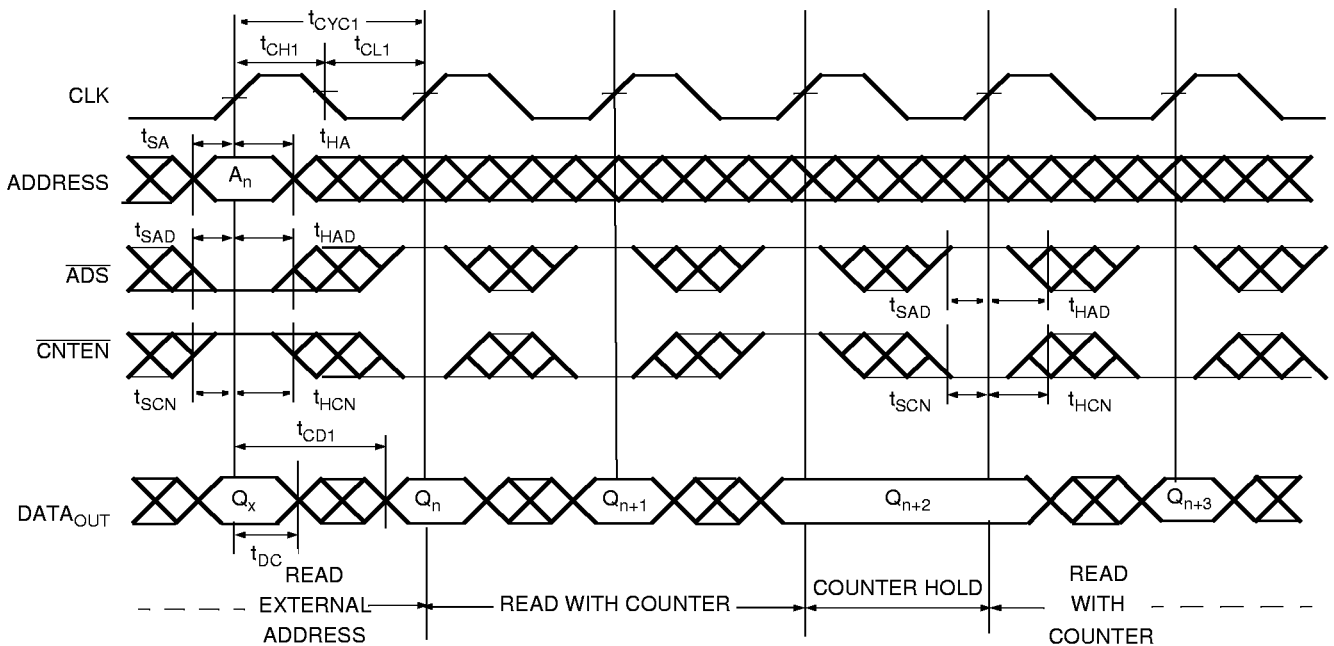 tCYC1
tCH1 tCL1
CLK
tSA tHA
ADDRESS An
tSAD tHAD
ADS
tSAD tHAD
CNTEN
tSCN tHCN tSCN tHCN
tCD1
DATAOUT Qx Qn Qn+1 Qn+2 Qn+3
tDC
READ EXTERNAL ADDRESS
READ WITH COUNTER
COUNTER HOLD
READ WITH COUNTER